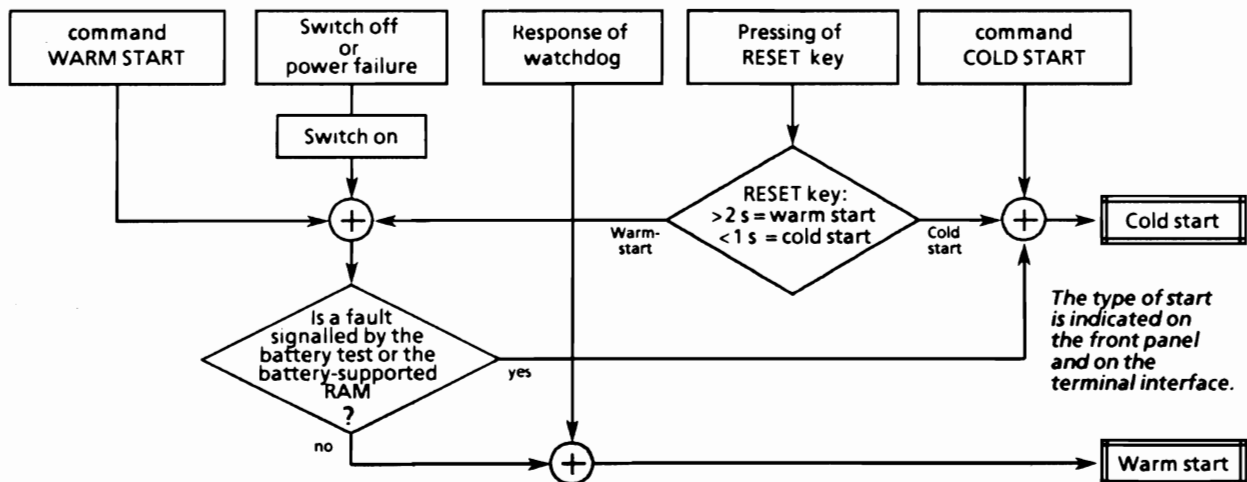 command
WARM START
Switch off
or
power failure
Response of
watchdog
Pressing of
RESET key
command
COLD START
Switch on
RESET key:
>2 s = warm start
<1 s = cold start
Warm-
start
Cold
start
Cold start
Is a fault
signalled by the
battery test or the
battery-supported
RAM
?
yes
no
The type of start
is indicated on
the front panel
and on the
terminal interface.
Warm start